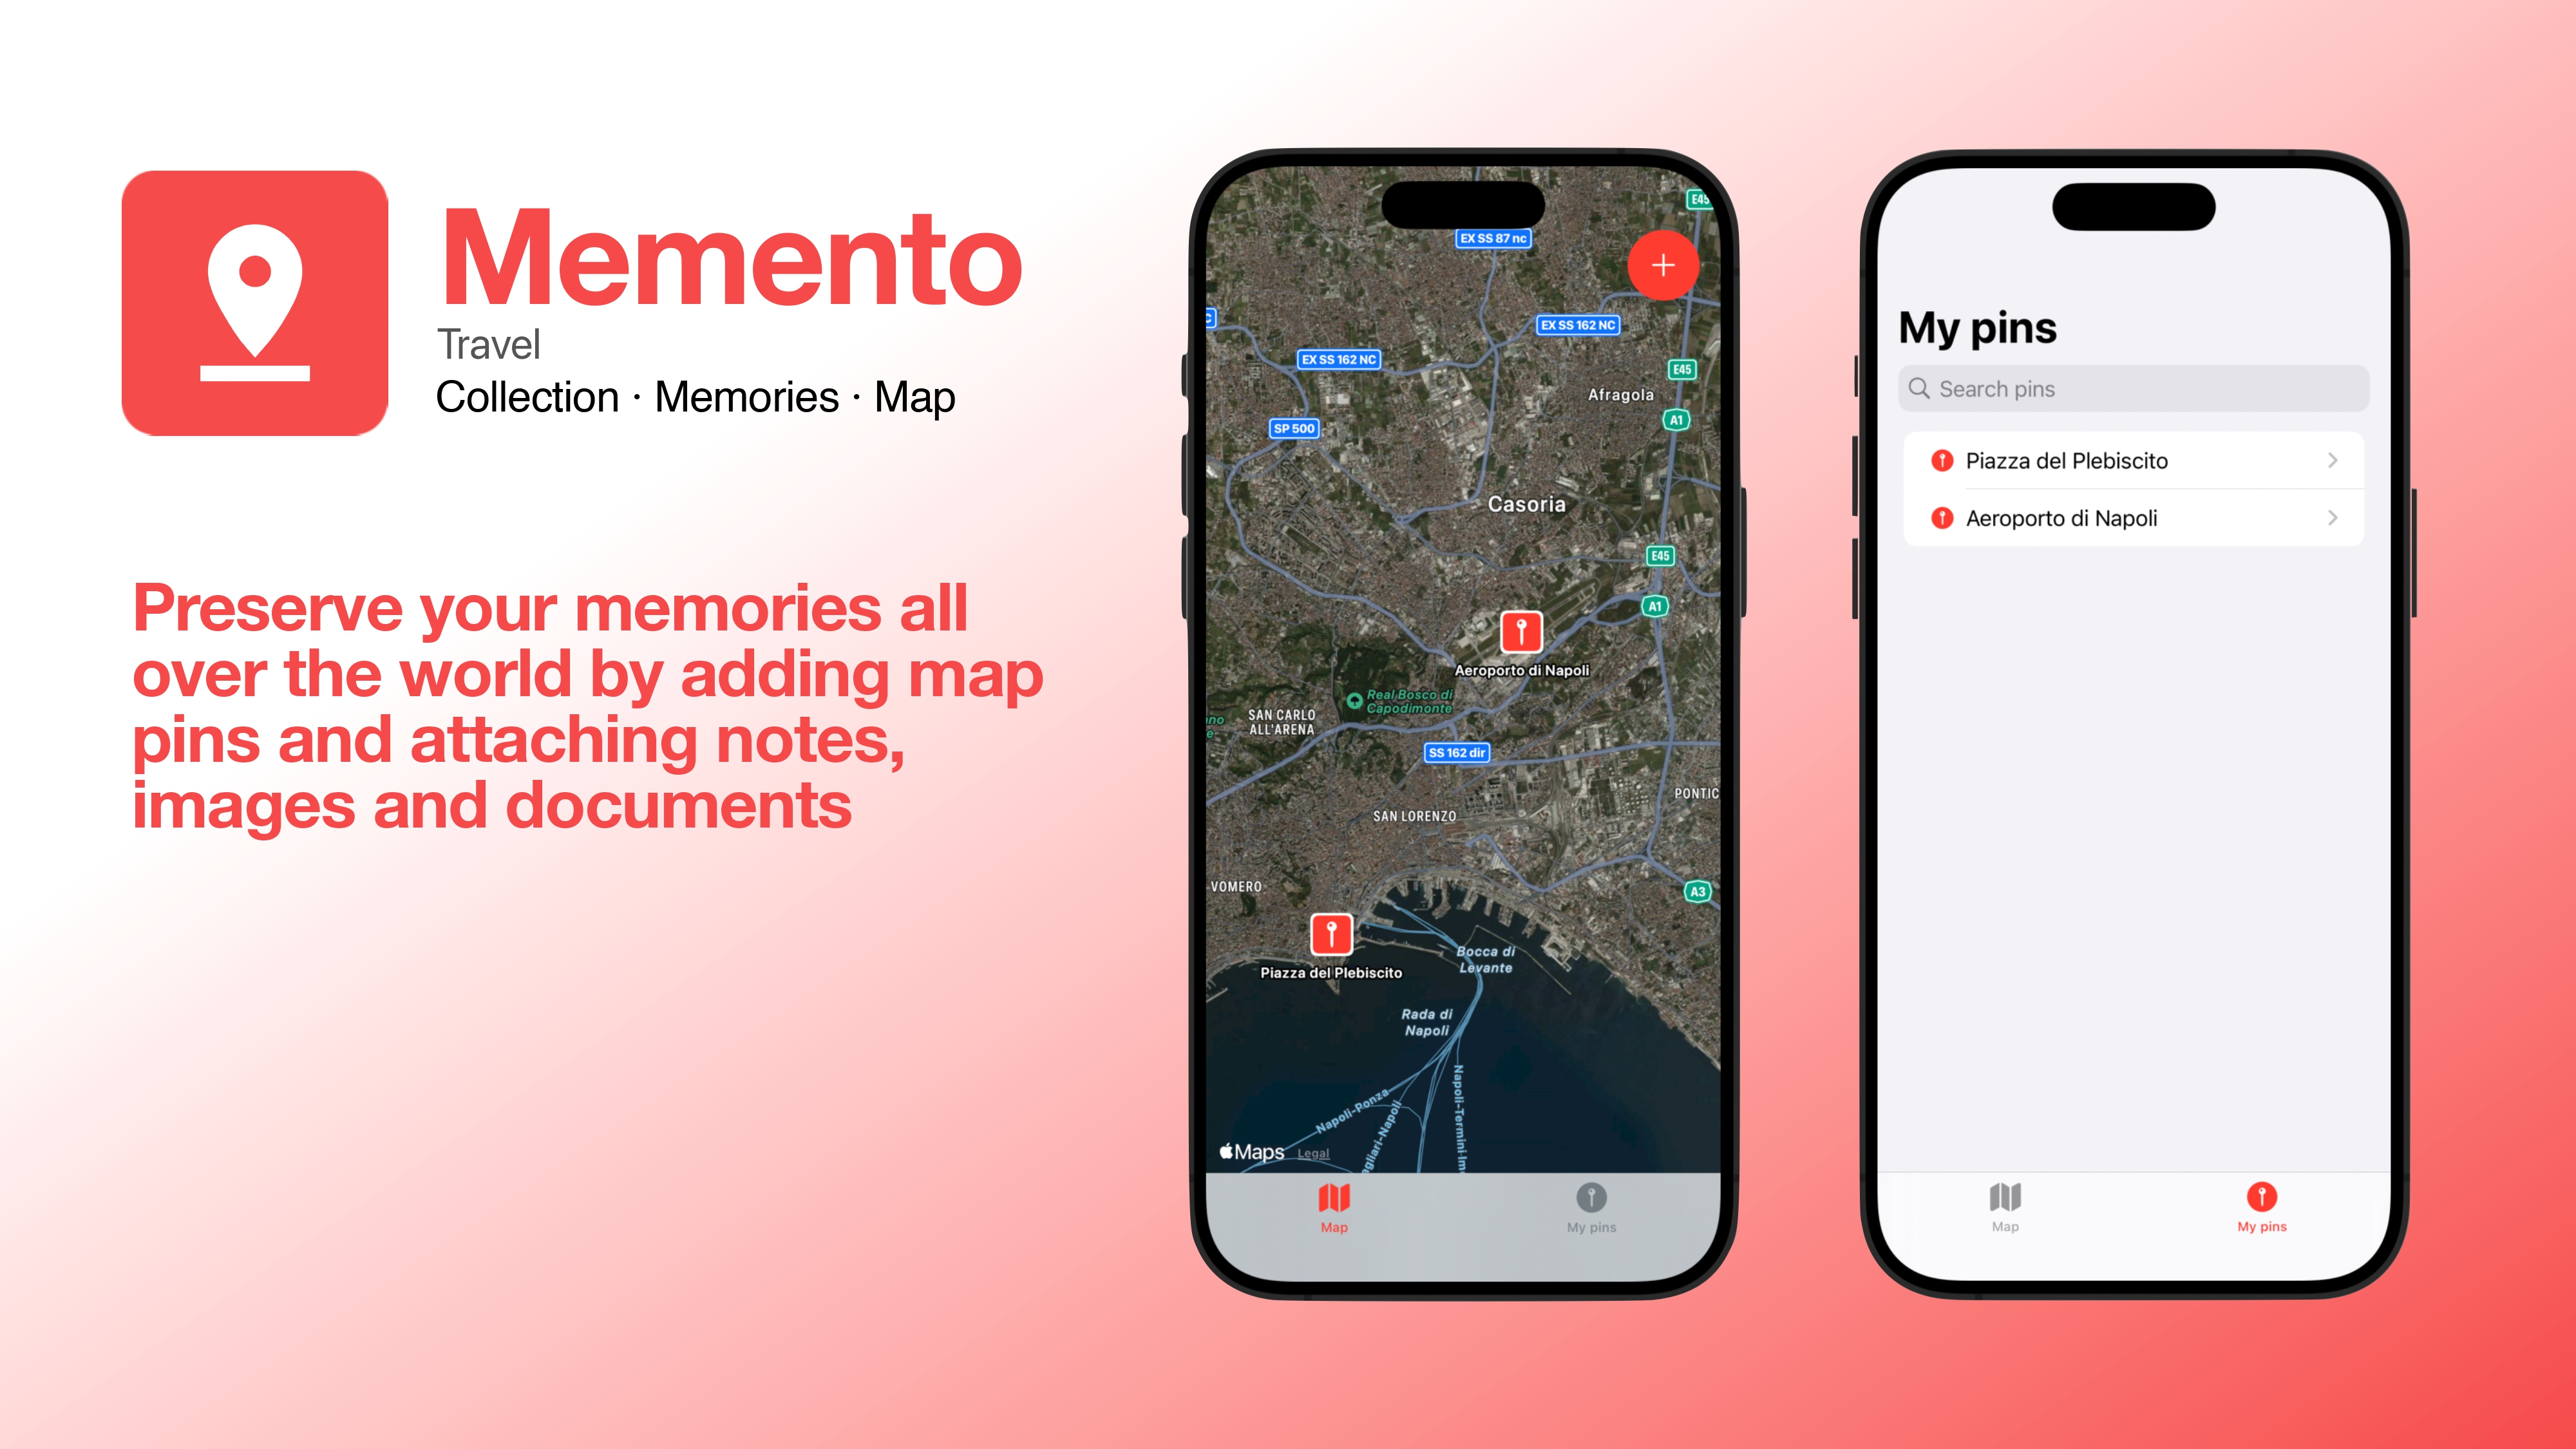 Memento
Travel
Collection · Memories · Map
Preserve your memories all
over the world by adding map
pins and attaching notes,
images and documents
E45
EX SS 87 nc
EX SS 162 NC
EX SS 162 NC
E45
Afragola
A1
SP 500
Casoria
E45
A1
Aeroporto di Napoli
Real Bosco di
Capodimonte
SAN CARLO
ALL'ARENA
SS 162 dir
PONTIC
SAN LORENZO
VOMERO
A3
Piazza del Plebiscito
Bocca di
Levante
Rada di
Napoli
Napoli-Ponza
agliari-Napoli
Napoli-Termini Im
Maps Legal
Map
My pins
My pins
Search pins
Piazza del Plebiscito
Aeroporto di Napoli
Map
My pins